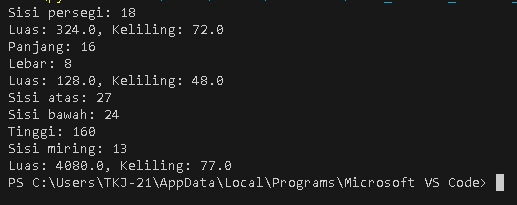 Sisi persegi: 18
Luas: 324.0, Keliling: 72.0
Panjang: 16
Lebar: 8
Luas: 128.0, Keliling: 48.0
Sisi atas: 27
Sisi bawah: 24
Tinggi: 160
Sisi miring: 13
Luas: 4080.0, Keliling: 77.0
PS C:\Users\TKJ-21\AppData\Local\Programs\Microsoft VS Code>